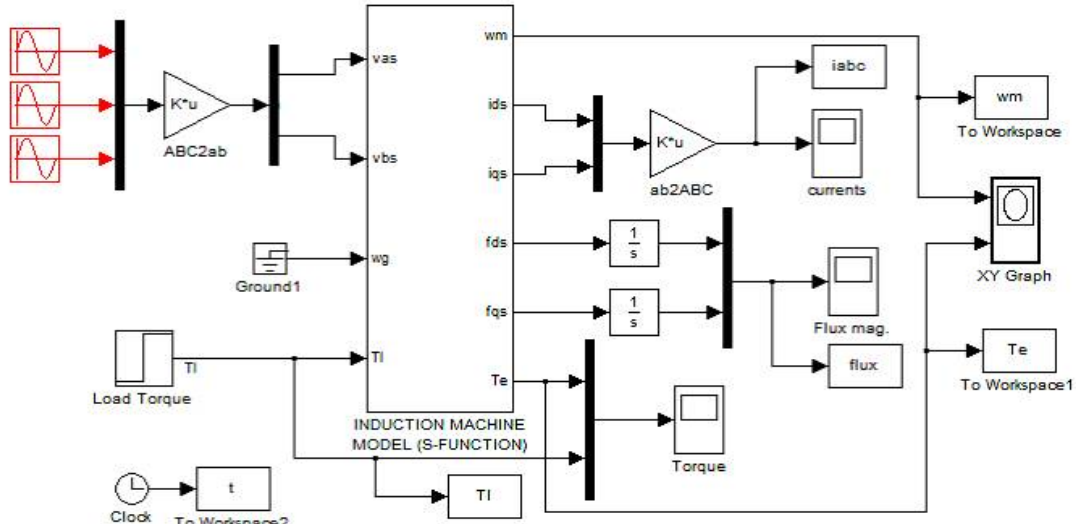 wm
vas
iabc
K*u
ABC2ab
ids
wm
To Workspace
K*u
ab2ABC
vbs
iqs
currents
fds
1
s
wg
Ground1
XY Graph
fqs
1
s
Flux mag.
Tl
Tl
Load Torque
flux
Te
To Workspace1
Te
INDUCTION MACHINE
MODEL (S-FUNCTION)
Torque
t
Tl
Clock
To Workspace2